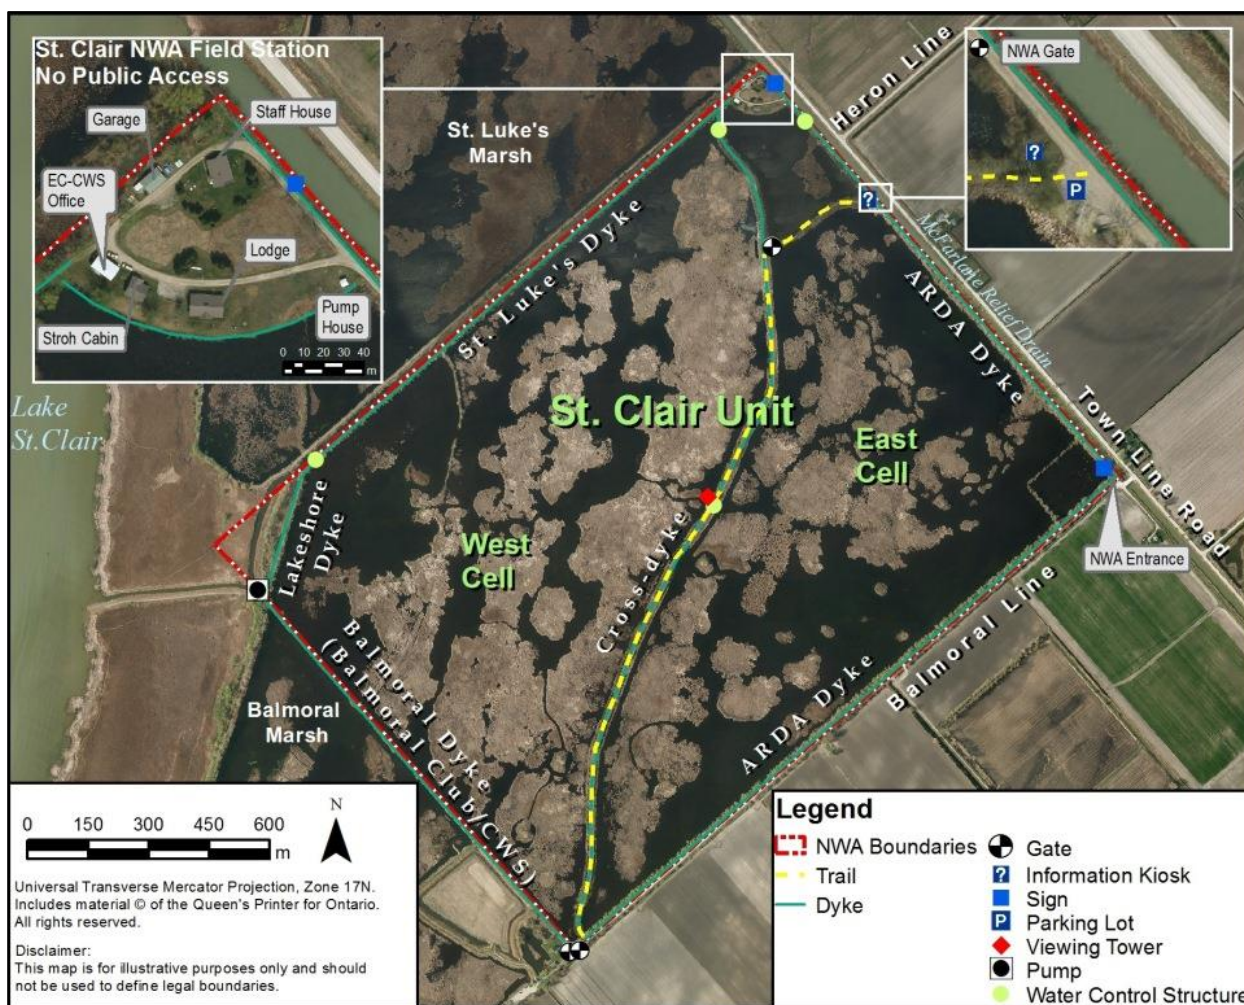 St. Clair NWA Field Station
No Public Access
Garage
Staff House
EC-CWS
Office
Lodge
Stroh Cabin
Pump
House
0 10 20 30 40
m
St. Luke's
Marsh
Heron Line
NWA Gate
?
P
?
St. Luke's Dyke
McFarlane Relief Drain
ARDA Dyke
Town Line Road
Lake
St.Clair
St. Clair Unit
East
Cell
West
Cell
Lakeshore
Dyke
Cross-dyke
NWA Entrance
Balmoral Line
ARDA Dyke
Balmoral Dyke
(Balmoral Club/CWS)
Balmoral
Marsh
0 150 300 450 600
m
N
Universal Transverse Mercator Projection, Zone 17N.
Includes material © of the Queen's Printer for Ontario.
All rights reserved.
Disclaimer:
This map is for illustrative purposes only and should
not be used to define legal boundaries.
Legend
NWA Boundaries
Trail
Dyke
Gate
? Information Kiosk
Sign
P Parking Lot
Viewing Tower
Pump
Water Control Structure